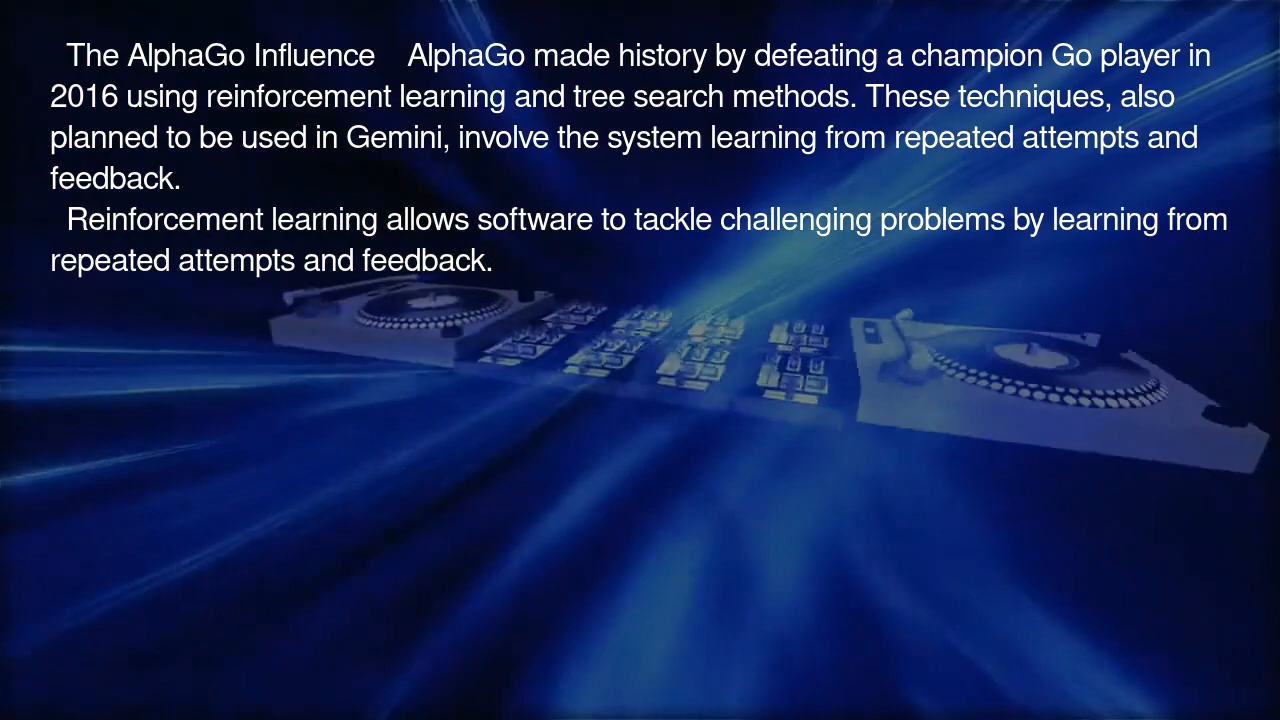 The AlphaGo Influence    AlphaGo made history by defeating a champion Go player in
2016 using reinforcement learning and tree search methods. These techniques, also
planned to be used in Gemini, involve the system learning from repeated attempts and
feedback.
Reinforcement learning allows software to tackle challenging problems by learning from
repeated attempts and feedback.